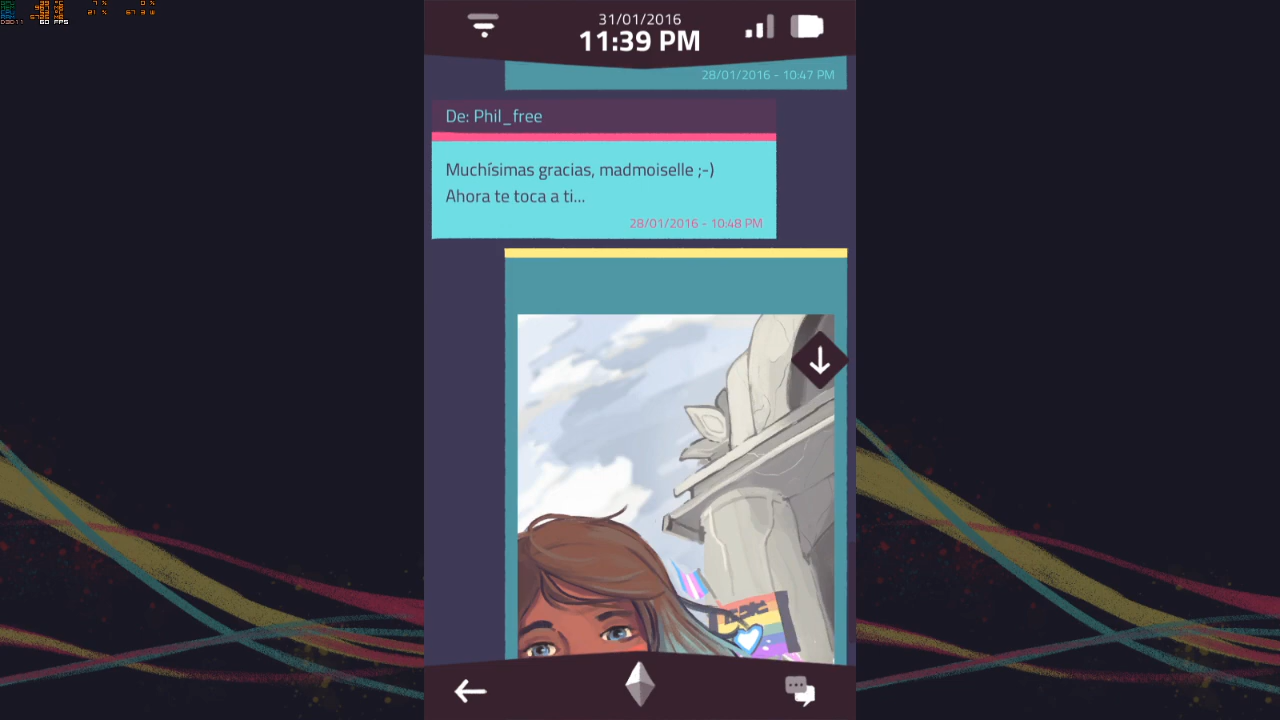 31/01/2016
11:39 PM
28/01/2016 - 10:47 PM
De: Phil_free
Muchísimas gracias, madmoiselle ;-)
Ahora te toca a ti...
28/01/2016 - 10:48 PM